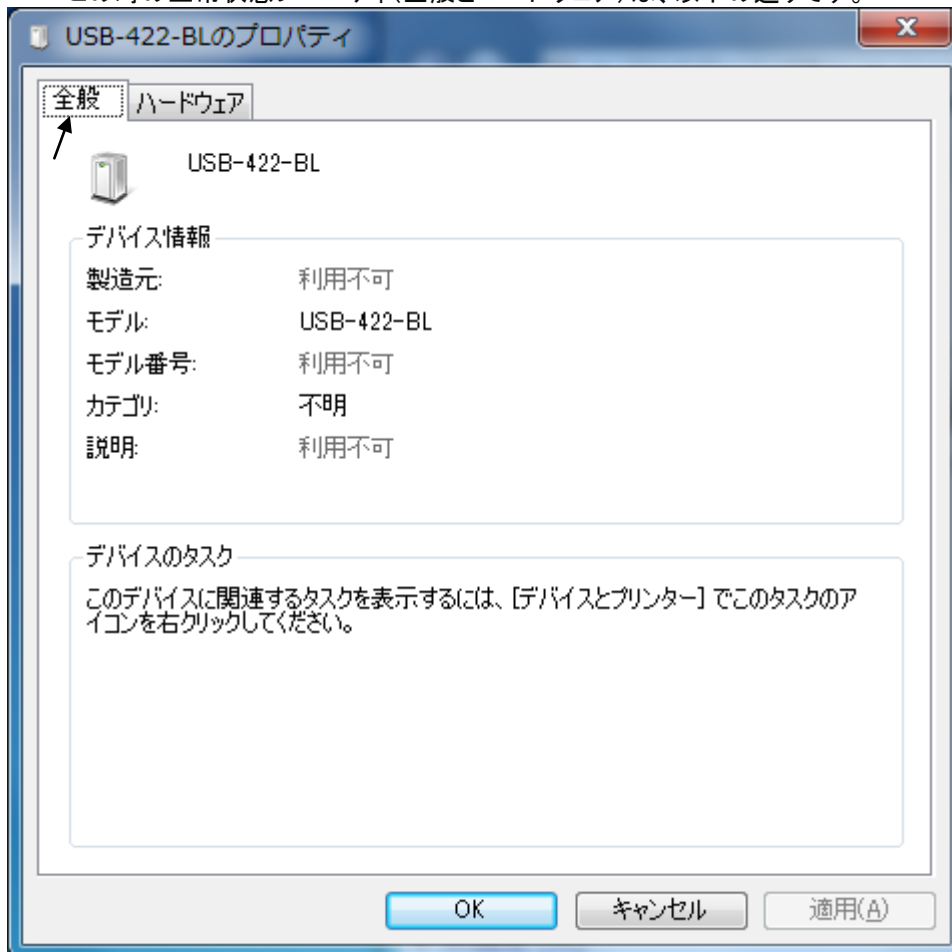 USB-422-BLのプロパティ
全般 ハードウェア
USB-422-BL
デバイス情報
製造元: 利用不可
モデル: USB-422-BL
モデル番号: 利用不可
カテゴリ: 不明
説明: 利用不可
デバイスのタスク
このデバイスに関連するタスクを表示するには、[デバイスとプリンター] でこのタスクのア
イコンを右クリックしてください。
OK キャンセル 適用(A)